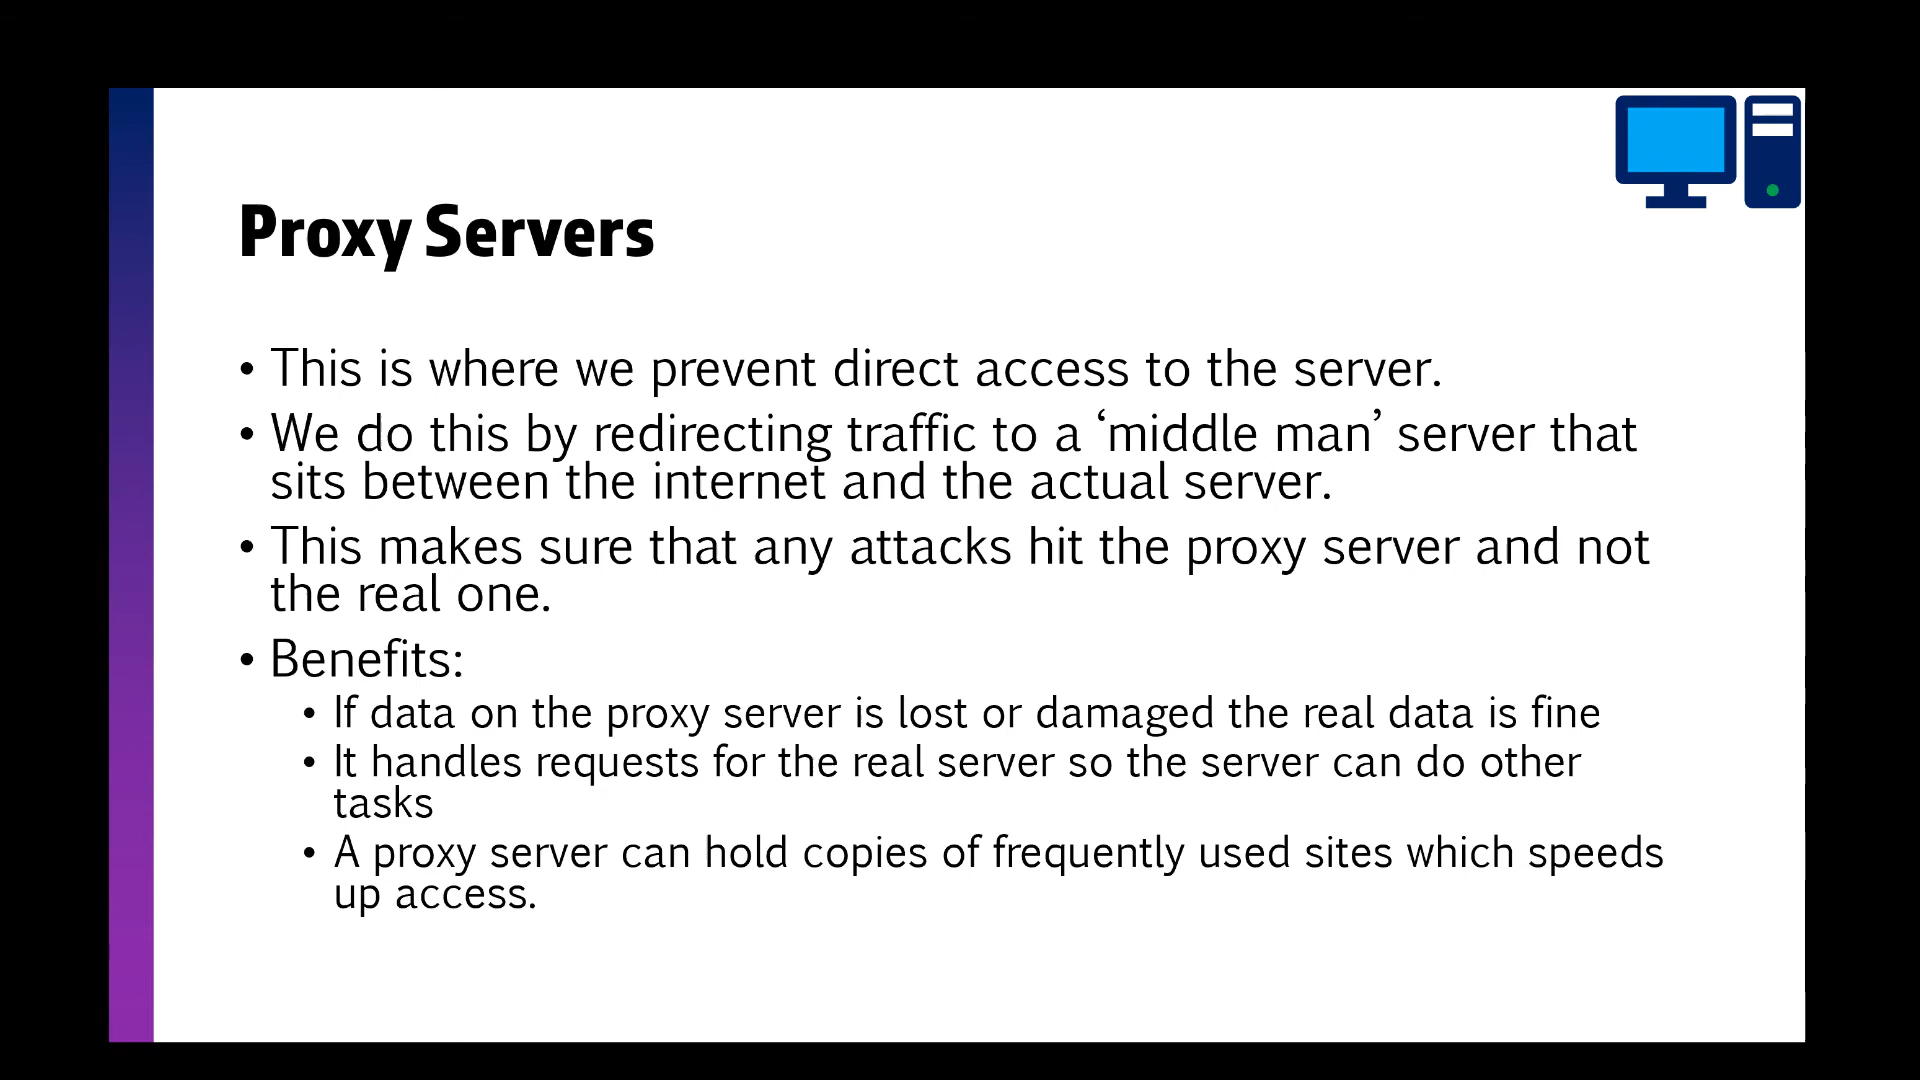 Proxy Servers
• This is where we prevent direct access to the server.
• We do this by redirecting traffic to a ‘middle man’ server that
sits between the internet and the actual server.
• This makes sure that any attacks hit the proxy server and not
the real one.
• Benefits:
• If data on the proxy server is lost or damaged the real data is fine
• It handles requests for the real server so the server can do other
tasks
• A proxy server can hold copies of frequently used sites which speeds
up access.